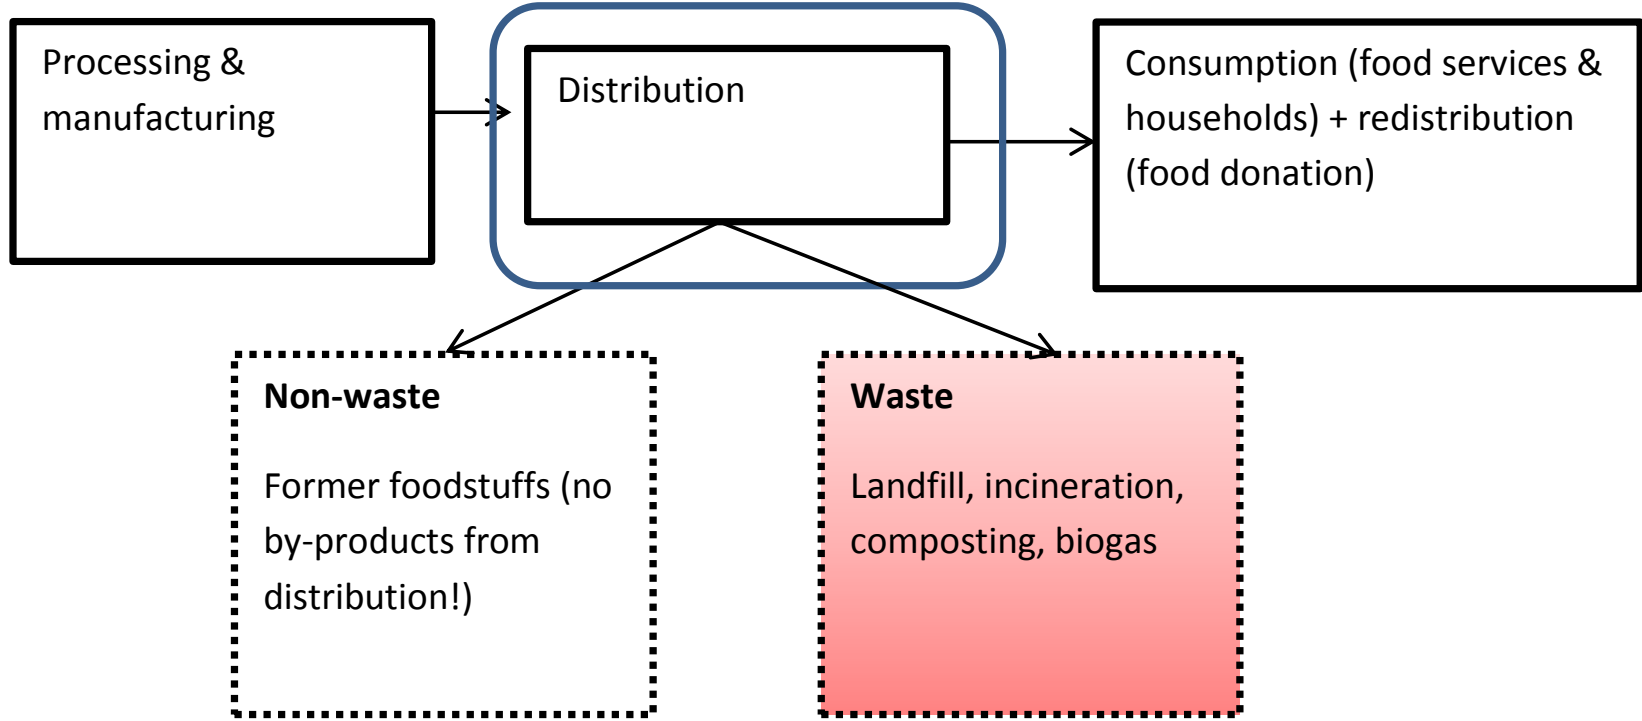 Processing &
manufacturing
Distribution
Consumption (food services &
households) + redistribution
(food donation)
Non-waste
Former foodstuffs (no
by-products from
distribution!)
Waste
Landfill, incineration,
composting, biogas